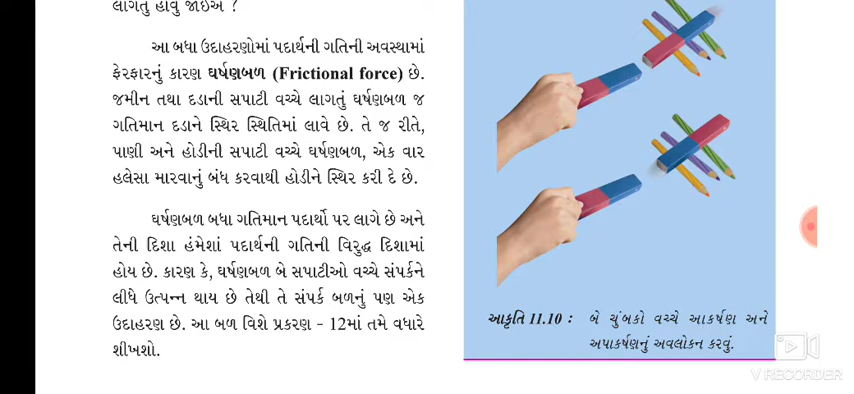 લાગતું હોવું જોઇએ ?
આ બધા ઉદાહરણોમાં પદાર્થની ગતિની અવસ્થામાં
ફેરફારનું કારણ ઘર્ષણબળ (Frictional force) છે.
જમીન તથા દડાની સપાટી વચ્ચે લાગતું ઘર્ષણબળ જ
ગતિમાન દડાને સ્થિર સ્થિતિમાં લાવે છે. તે જ રીતે,
પાણી અને હોડીની સપાટી વચ્ચે ઘર્ષણબળ, એક વાર
હલેસા મારવાનું બંધ કરવાથી હોડીને સ્થિર કરી દે છે.
ઘર્ષણબળ બધા ગતિમાન પદાર્થો પર લાગે છે અને
તેની દિશા હંમેશાં પદાર્થની ગતિની વિરુદ્ધ દિશામાં
હોય છે. કારણ કે, ઘર્ષણબળ બે સપાટીઓ વચ્ચે સંપર્કને
લીધે ઉત્પન્ન થાય છે તેથી તે સંપર્ક બળનું પણ એક
ઉદાહરણ છે. આ બળ વિશે પ્રકરણ - 12માં તમે વધારે
શીખશો.
આકૃતિ 11.10 : બે ચુંબકો વચ્ચે આકર્ષણ અને
અપાકર્ષણનું અવલોકન કરવું.
V RECORDER